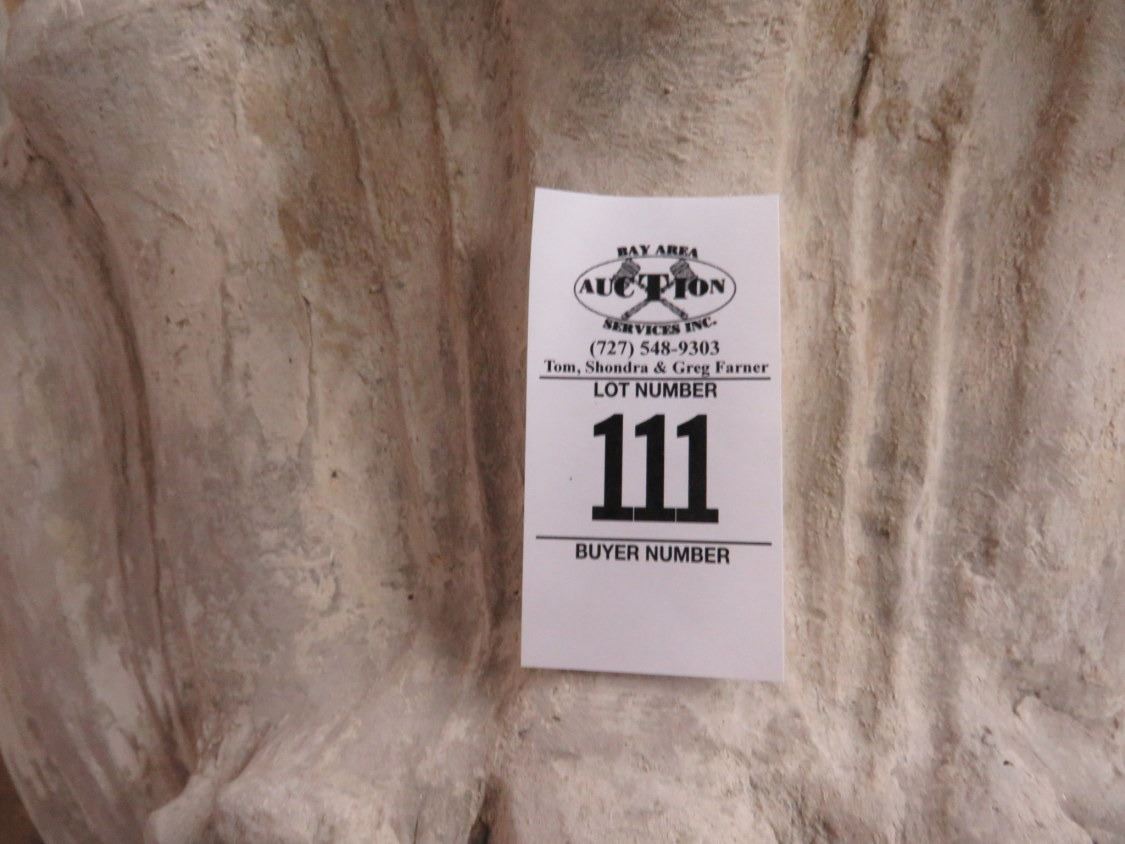 BAY AREA
AUCTION
SERVICES INC.
(727) 548-9303
Tom, Shondra & Greg Farner
LOT NUMBER
111
BUYER NUMBER